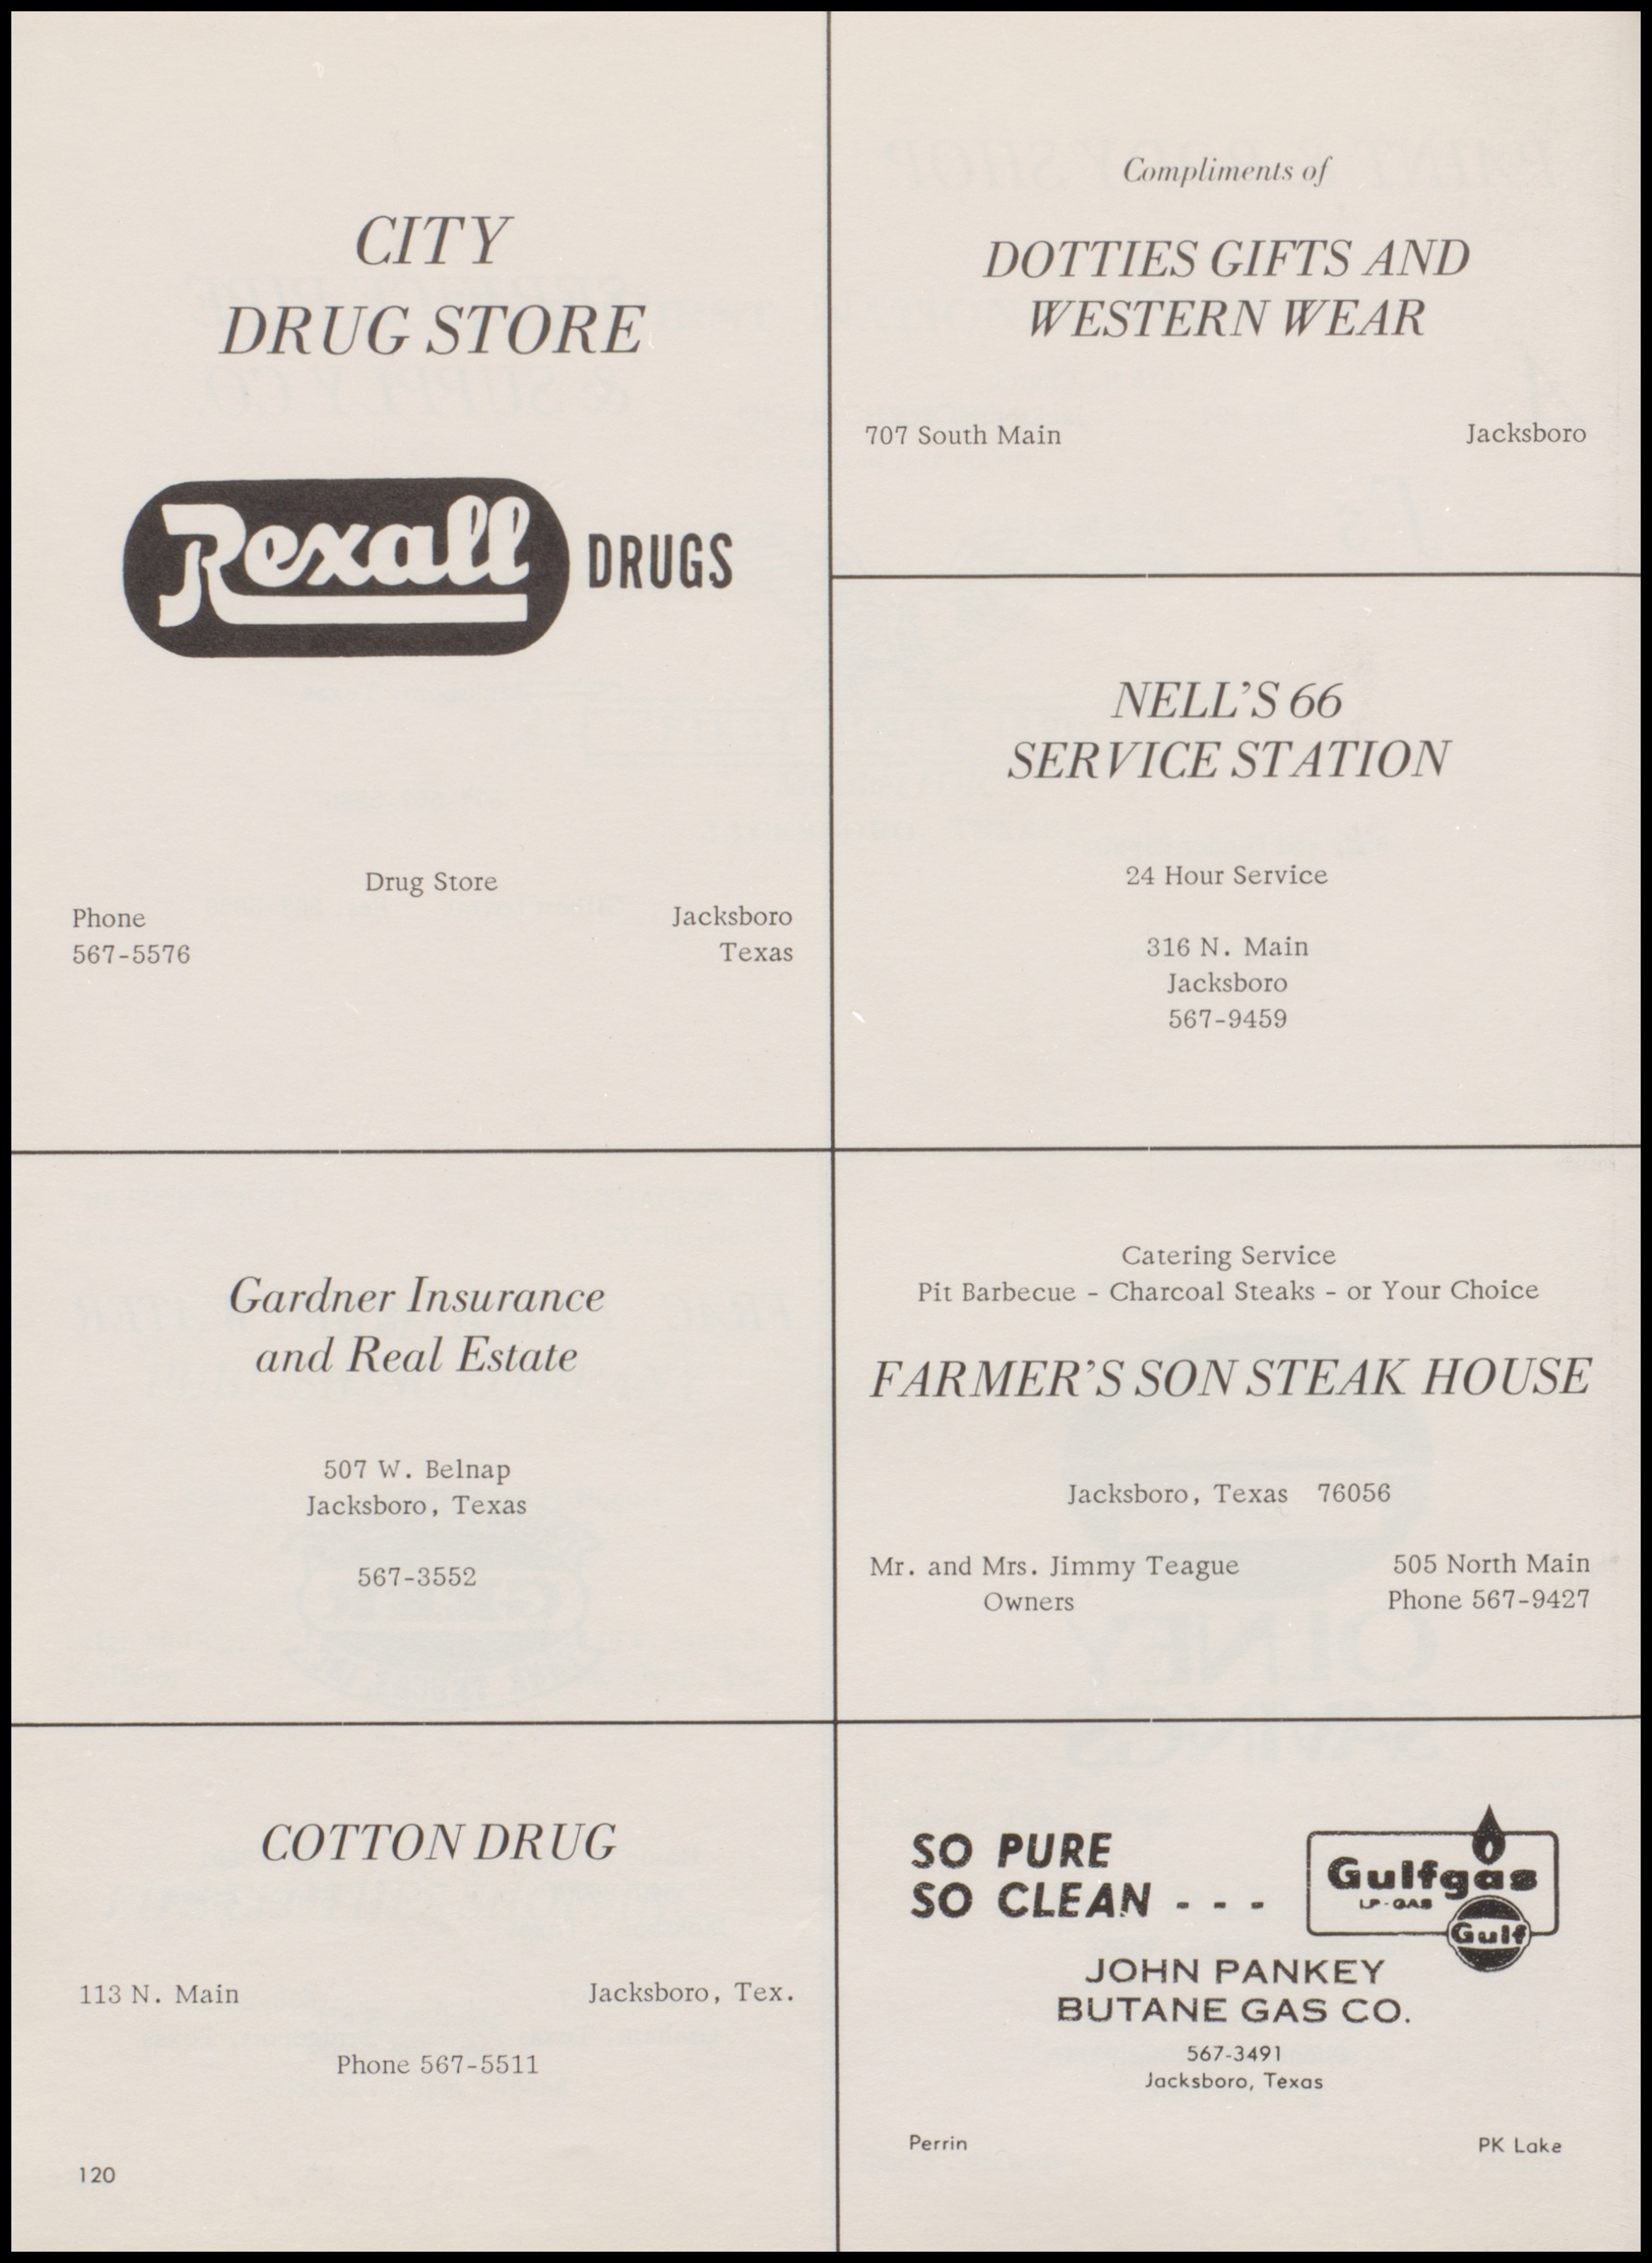 CITY
DRUG STORE
Rexall DRUGS
Drug Store
Phone Jacksboro
567-5576 Texas
Compliments of
DOTTIES GIFTS AND
WESTERN WEAR
707 South Main Jacksboro
NELL'S 66
SERVICE STATION
24 Hour Service
316 N. Main
Jacksboro
567-9459
Gardner Insurance
and Real Estate
507 W. Belnap
Jacksboro, Texas
567-3552
Catering Service
Pit Barbecue - Charcoal Steaks - or Your Choice
FARMER'S SON STEAK HOUSE
Jacksboro, Texas 76056
Mr. and Mrs. Jimmy Teague 505 North Main
Owners Phone 567-9427
COTTON DRUG
113 N. Main Jacksboro, Tex.
Phone 567-5511
SO PURE
SO CLEAN - - -
Gulfgas
LP-GAS
Gulf
JOHN PANKEY
BUTANE GAS CO.
567-3491
Jacksboro, Texas
Perrin PK Lake
120